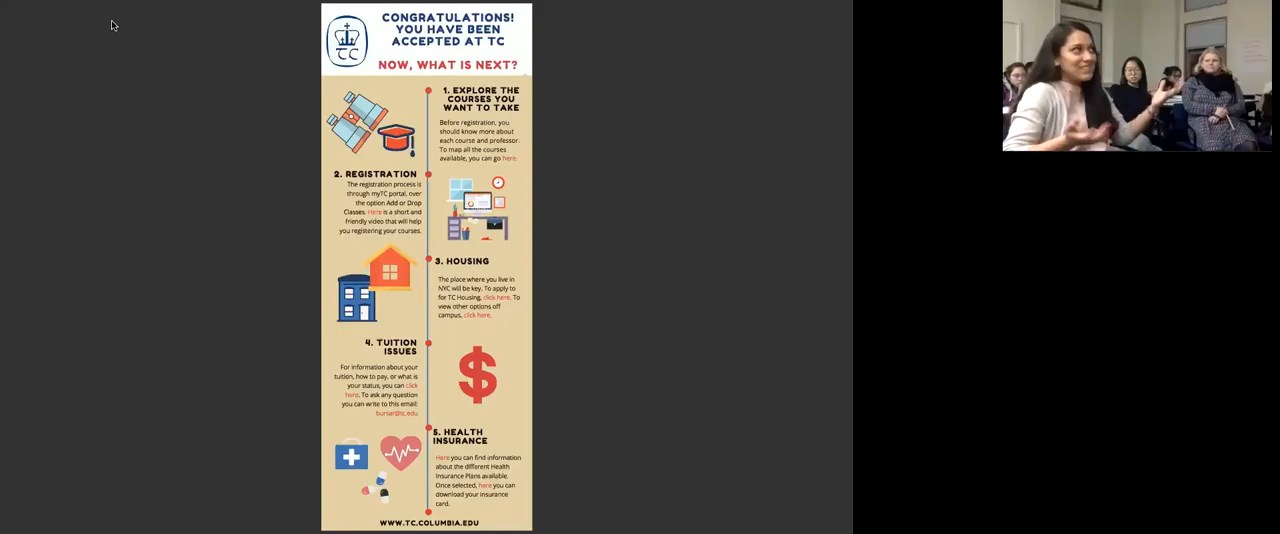 TC
CONGRATULATIONS!
YOU HAVE BEEN
ACCEPTED AT TC
NOW, WHAT IS NEXT?
1. EXPLORE THE
COURSES YOU
WANT TO TAKE
Before registration, you
should know more about
each course and professor.
To map all the courses
available, you can go here.
2. REGISTRATION
The registration process is
through myTC portal, over
the option Add or Drop
Classes. Here is a short and
friendly video that will help
you registering your courses.
3. HOUSING
The place where you live in
NYC will be key. To apply to
for TC Housing, click here. To
view other options off
campus, click here.
4. TUITION
ISSUES
For information about your
tuition, how to pay, or what is
your status, you can click
here. To ask any question
you can write to this email:
bursar@tc.edu
5. HEALTH
INSURANCE
Here you can find information
about the different Health
Insurance Plans available.
Once selected, here you can
download your insurance
card.
WWW.TC.COLUMBIA.EDU